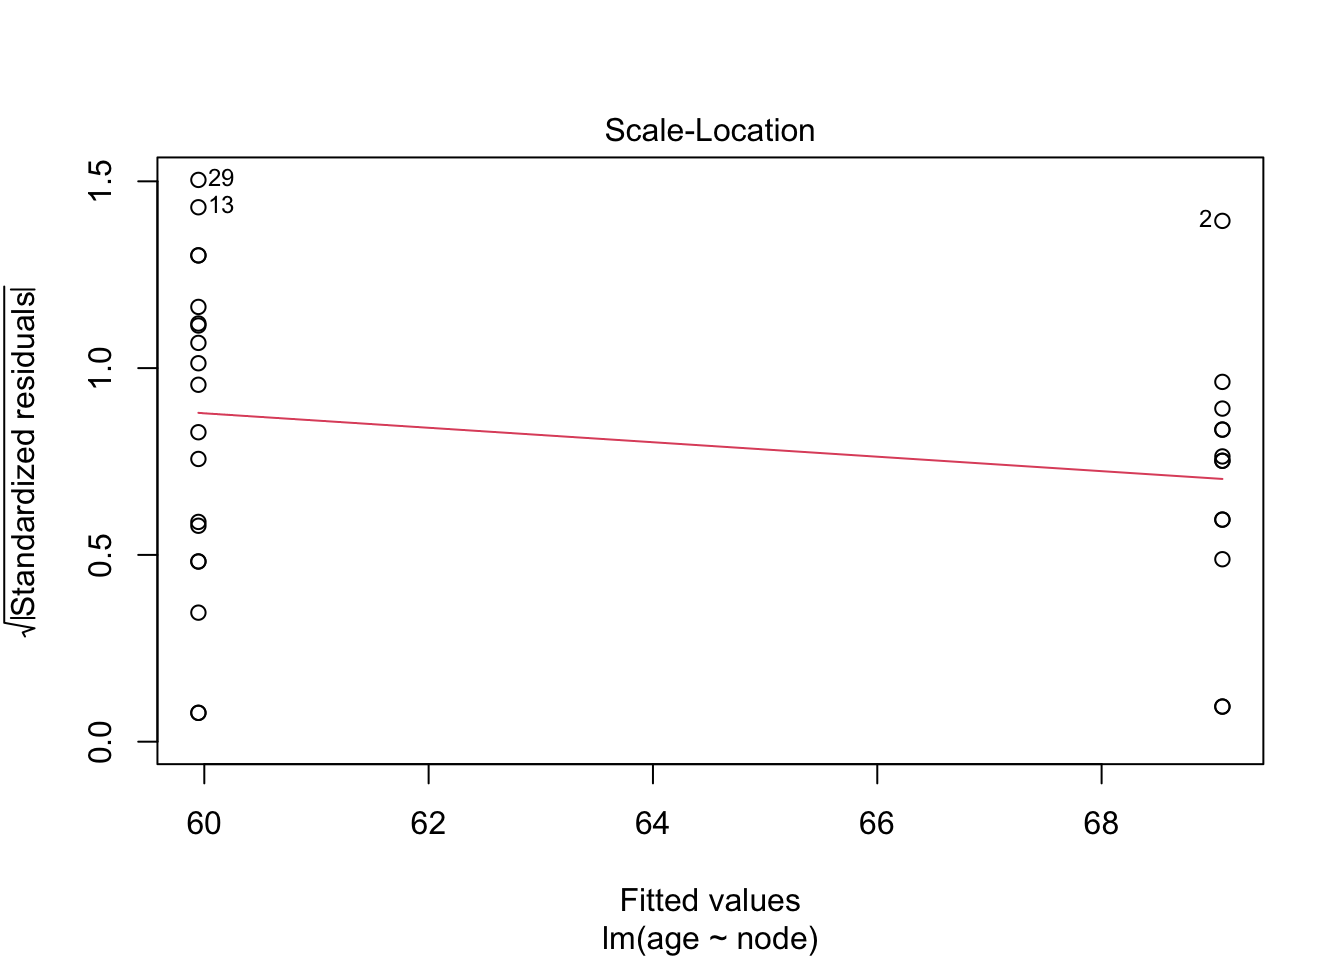 Scale-Location
√|Standardized residuals|
1.5
1.0
0.5
0.0
29
13
2
60 62 64 66 68
Fitted values
lm(age ~ node)